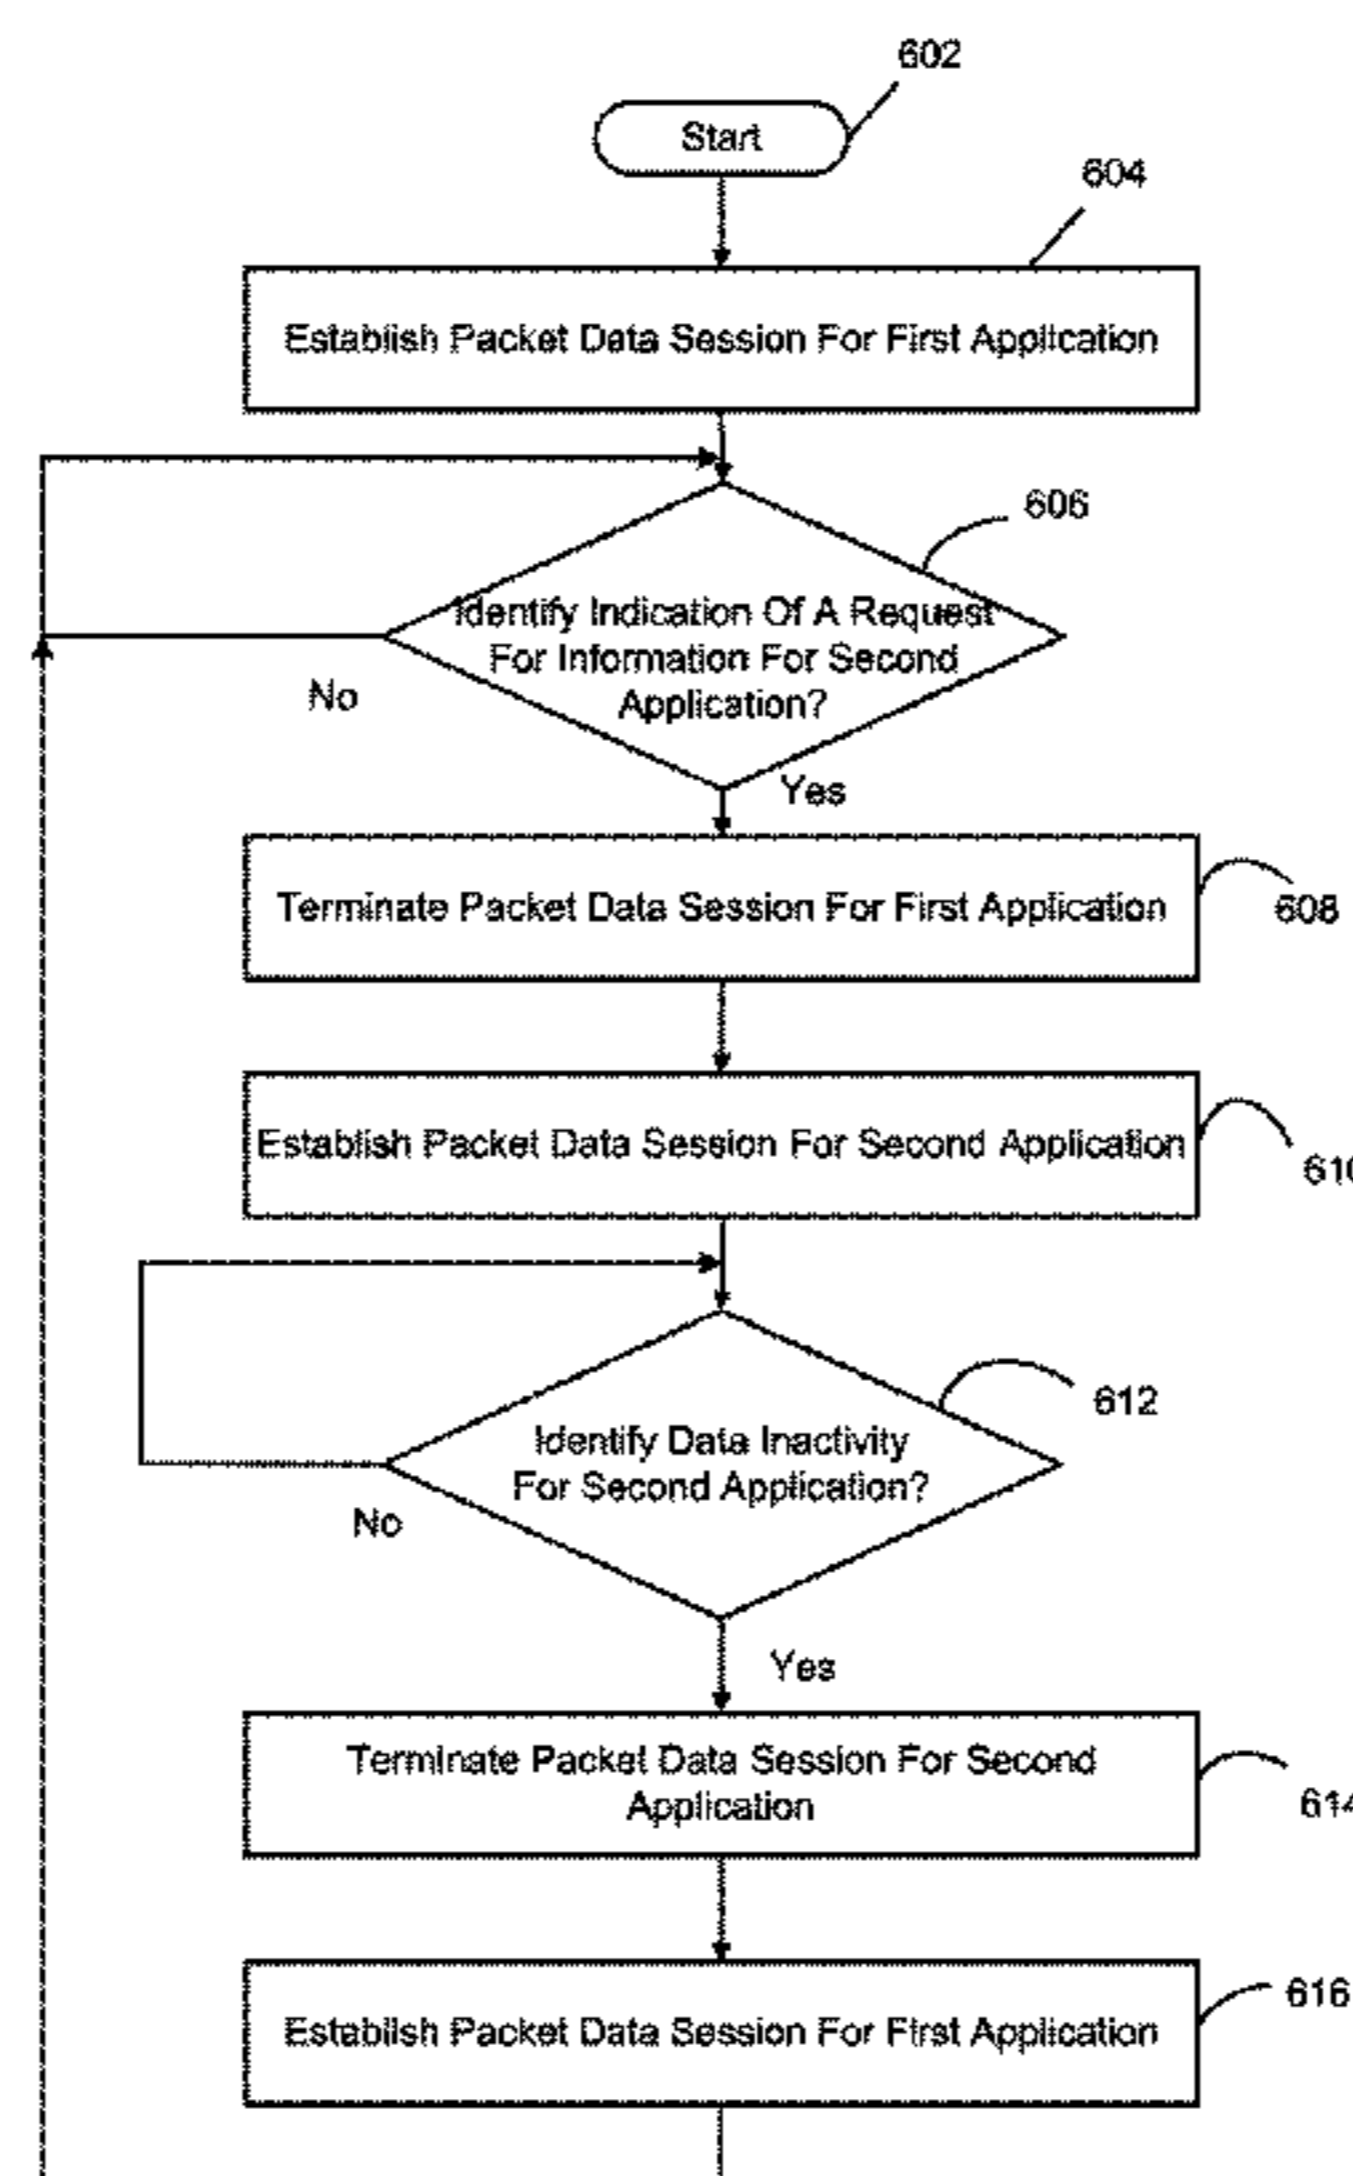 602
Start
604
Establish Packet Data Session For First Application
606
Identify Indication Of A Request
For Information For Second
Application?
No
Yes
Terminate Packet Data Session For First Application
608
Establish Packet Data Session For Second Application
610
612
Identify Data Inactivity
For Second Application?
No
Yes
Terminate Packet Data Session For Second
Application
614
Establish Packet Data Session For First Application
616